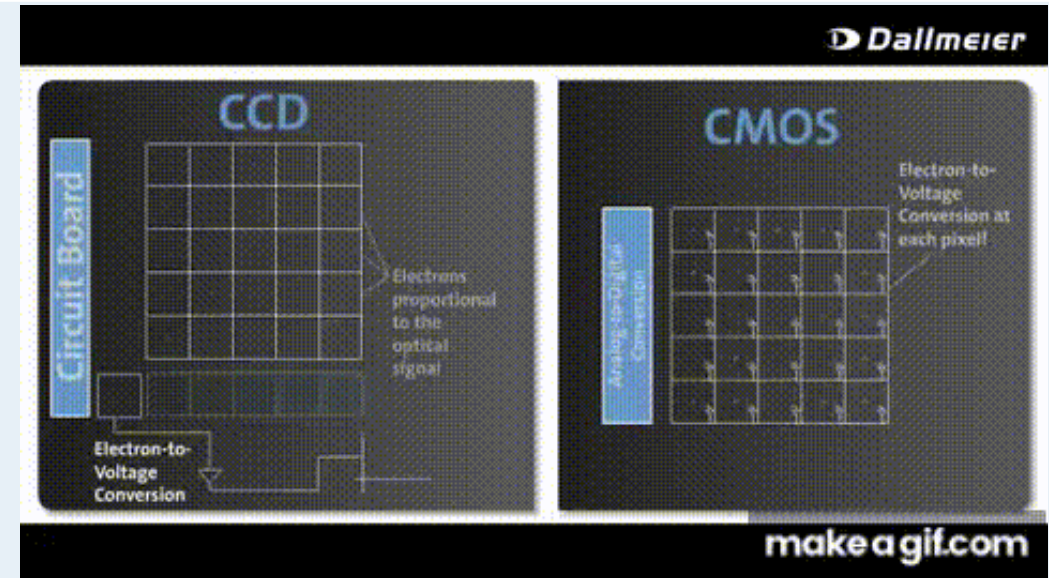 Dallmeier
CCD
Circuit Board
Electrons
proportional
to the
optical
signal
Electron-to-
Voltage
Conversion
CMOS
Electron-to-
Voltage
Conversion at
each pixel!
Analog-to-Digital
Conversion
makeagif.com